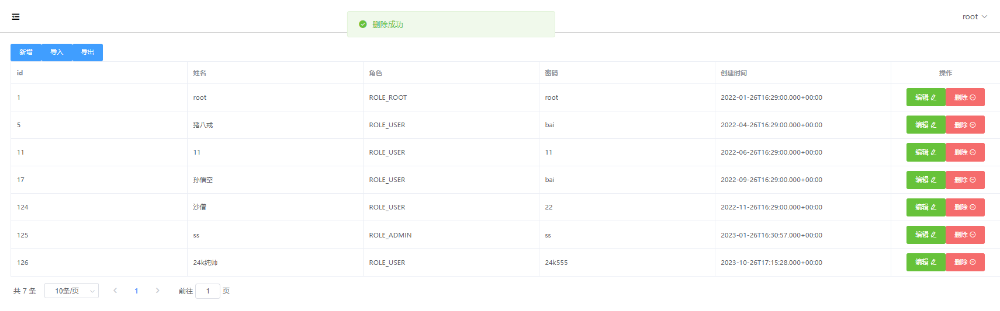 删除成功
root
新增 导入 导出
id 姓名 角色 密码 创建时间 操作
1 root ROLE_ROOT root 2022-01-26T16:29:00.000+00:00 编辑 删除
5 猪八戒 ROLE_USER bai 2022-04-26T16:29:00.000+00:00 编辑 删除
11 11 ROLE_USER 11 2022-06-26T16:29:00.000+00:00 编辑 删除
17 孙悟空 ROLE_USER bai 2022-09-26T16:29:00.000+00:00 编辑 删除
124 沙僧 ROLE_USER 22 2022-11-26T16:29:00.000+00:00 编辑 删除
125 ss ROLE_ADMIN ss 2023-01-26T16:30:57.000+00:00 编辑 删除
126 24k纯帅 ROLE_USER 24k555 2023-10-26T17:15:28.000+00:00 编辑 删除
共 7 条 10条/页 1 前往 1 页